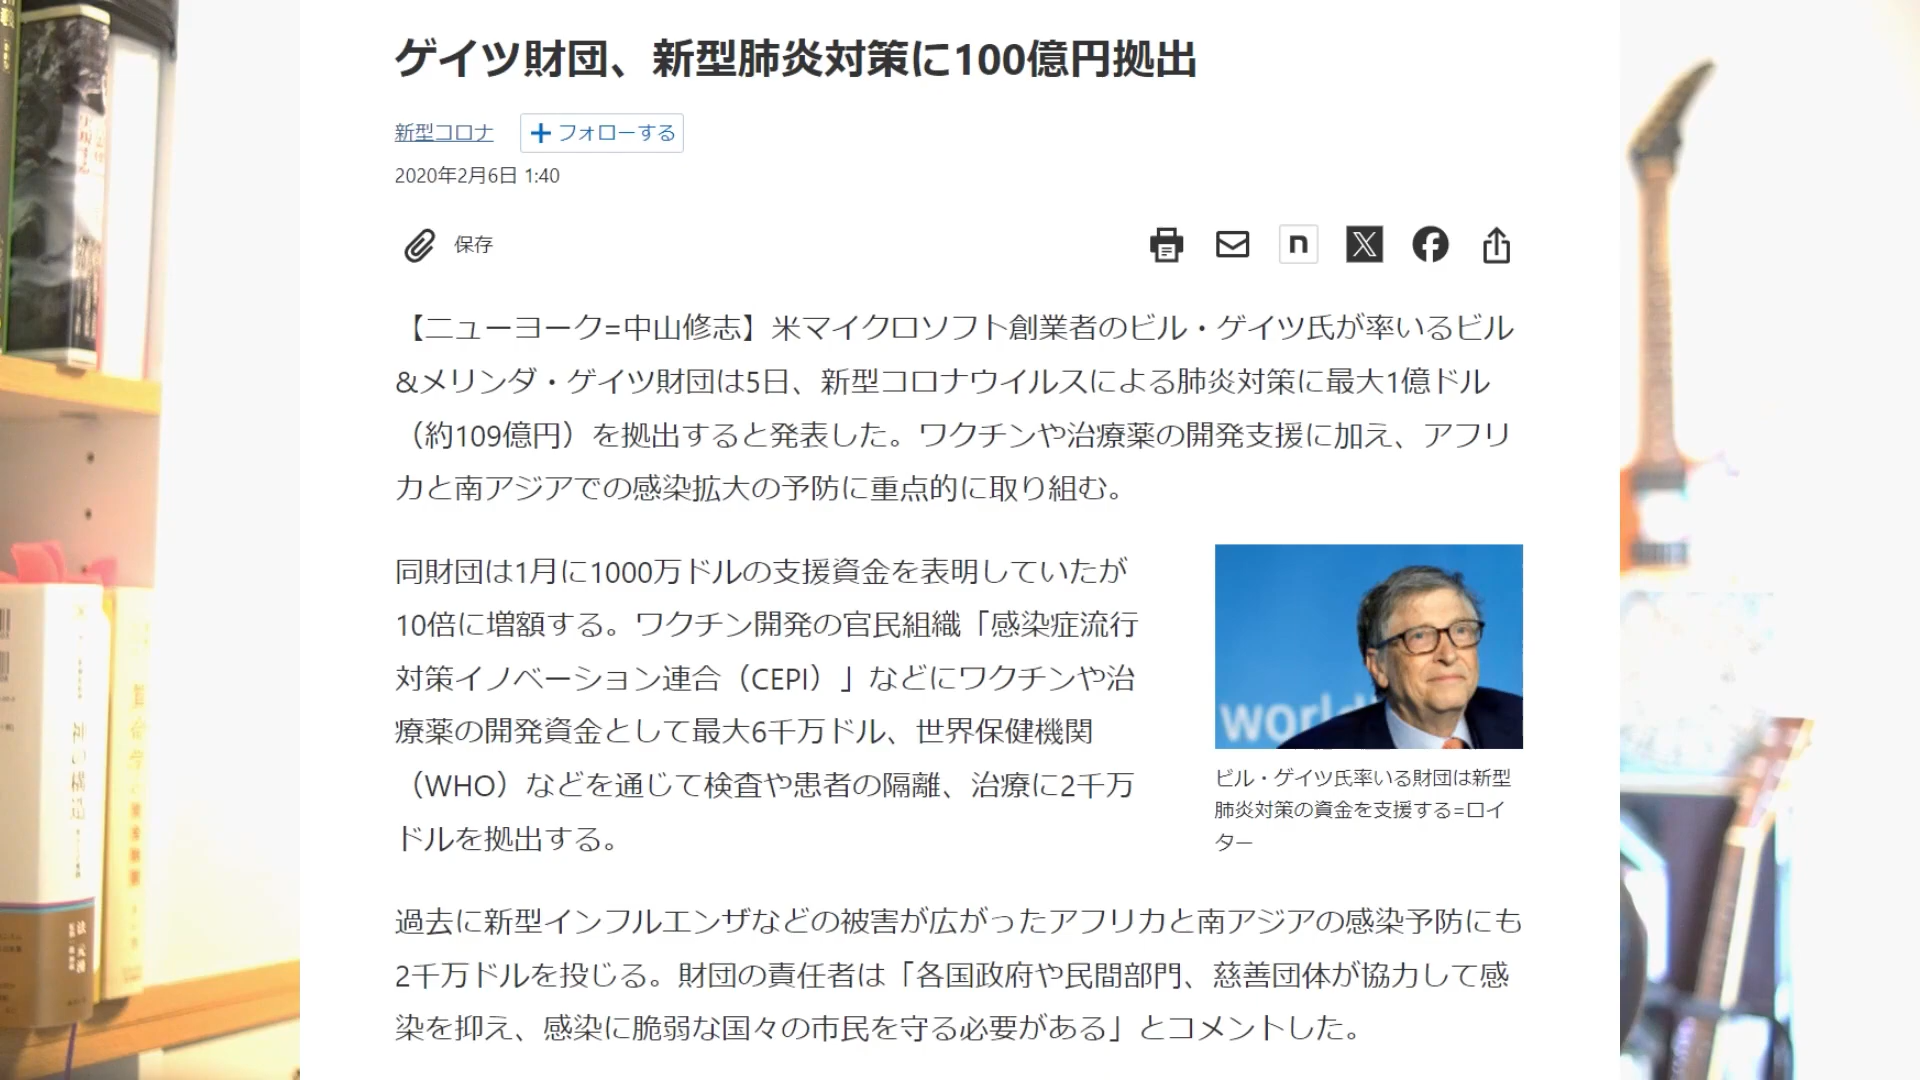 ゲイツ財団、新型肺炎対策に100億円拠出
新型コロナ
フォローする
2020年2月6日 1:40
保存
【ニューヨーク=中山修志】米マイクロソフト創業者のビル・ゲイツ氏が率いるビル
&メリンダ・ゲイツ財団は5日、新型コロナウイルスによる肺炎対策に最大1億ドル
（約109億円）を拠出すると発表した。ワクチンや治療薬の開発支援に加え、アフリ
カと南アジアでの感染拡大の予防に重点的に取り組む。
同財団は1月に1000万ドルの支援資金を表明していたが
10倍に増額する。ワクチン開発の官民組織「感染症流行
対策イノベーション連合（CEPI）」などにワクチンや治
療薬の開発資金として最大6千万ドル、世界保健機関
（WHO）などを通じて検査や患者の隔離、治療に2千万
ドルを拠出する。
world
ビル・ゲイツ氏率いる財団は新型
肺炎対策の資金を支援する=ロイ
ター
過去に新型インフルエンザなどの被害が広がったアフリカと南アジアの感染予防にも
2千万ドルを投じる。財団の責任者は「各国政府や民間部門、慈善団体が協力して感
染を抑え、感染に脆弱な国々の市民を守る必要がある」とコメントした。
神の構造